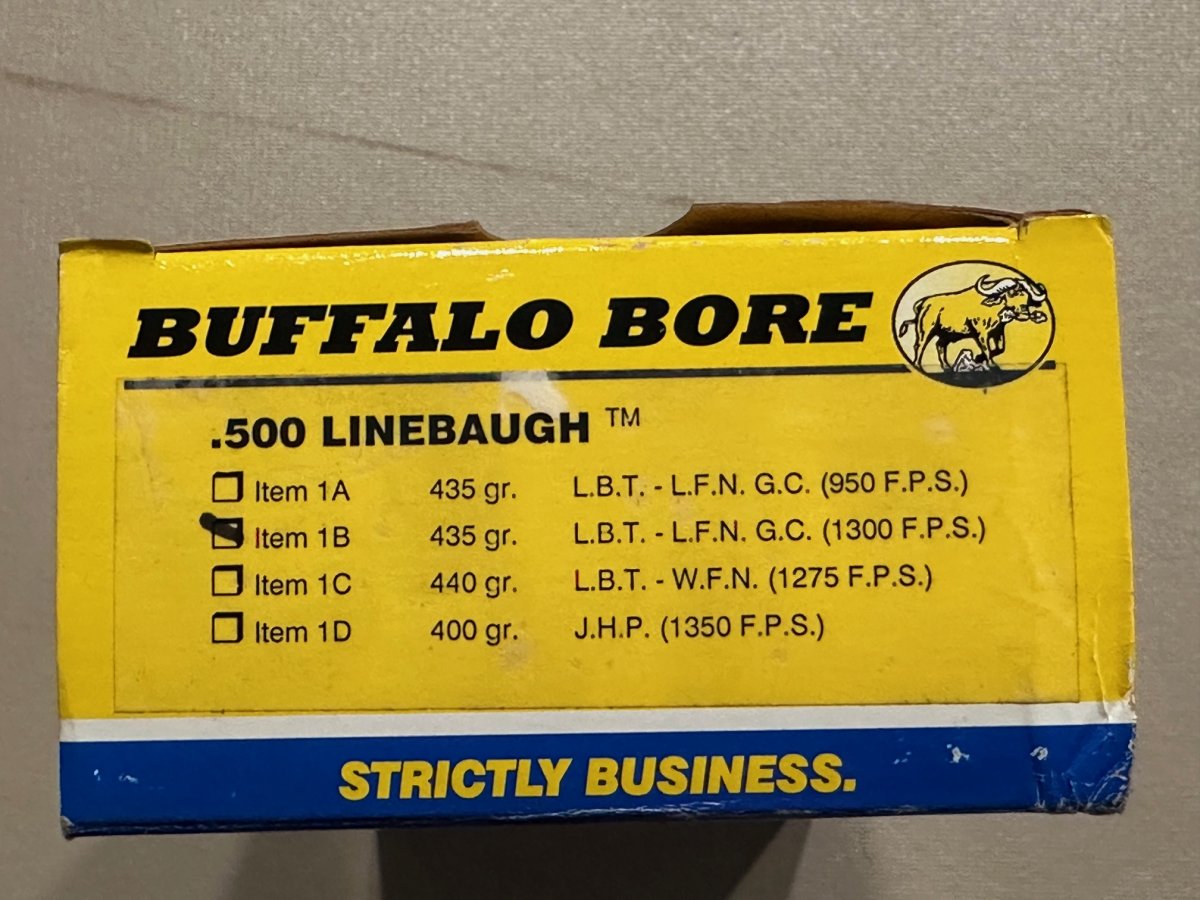 BUFFALO BORE
.500 LINEBAUGH ™
Item 1A 435 gr. L.B.T. - L.F.N. G.C. (950 F.P.S.)
Item 1B 435 gr. L.B.T. - L.F.N. G.C. (1300 F.P.S.)
Item 1C 440 gr. L.B.T. - W.F.N. (1275 F.P.S.)
Item 1D 400 gr. J.H.P. (1350 F.P.S.)
STRICTLY BUSINESS.